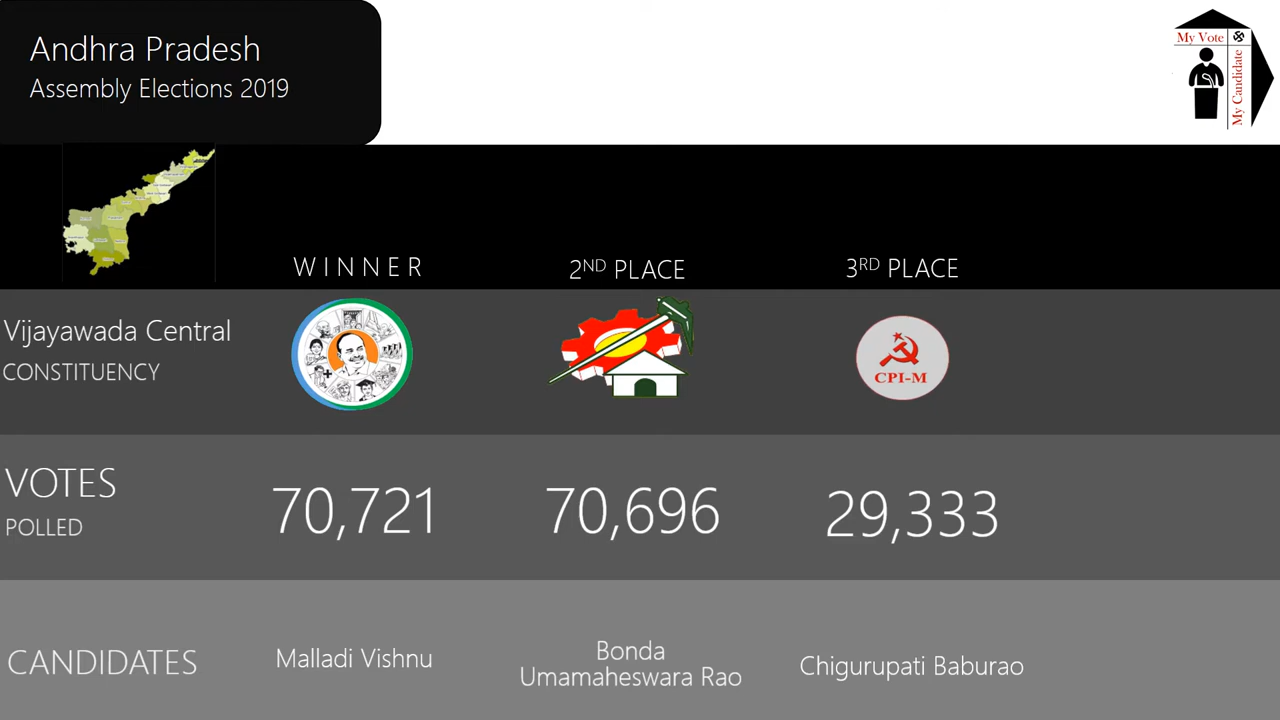 Andhra Pradesh
Assembly Elections 2019
My Vote
My Candidate
WINNER
2ND PLACE
3RD PLACE
Vijayawada Central
CONSTITUENCY
CPI-M
VOTES
POLLED
70,721
70,696
29,333
CANDIDATES
Malladi Vishnu
Bonda
Umamaheswara Rao
Chigurupati Baburao